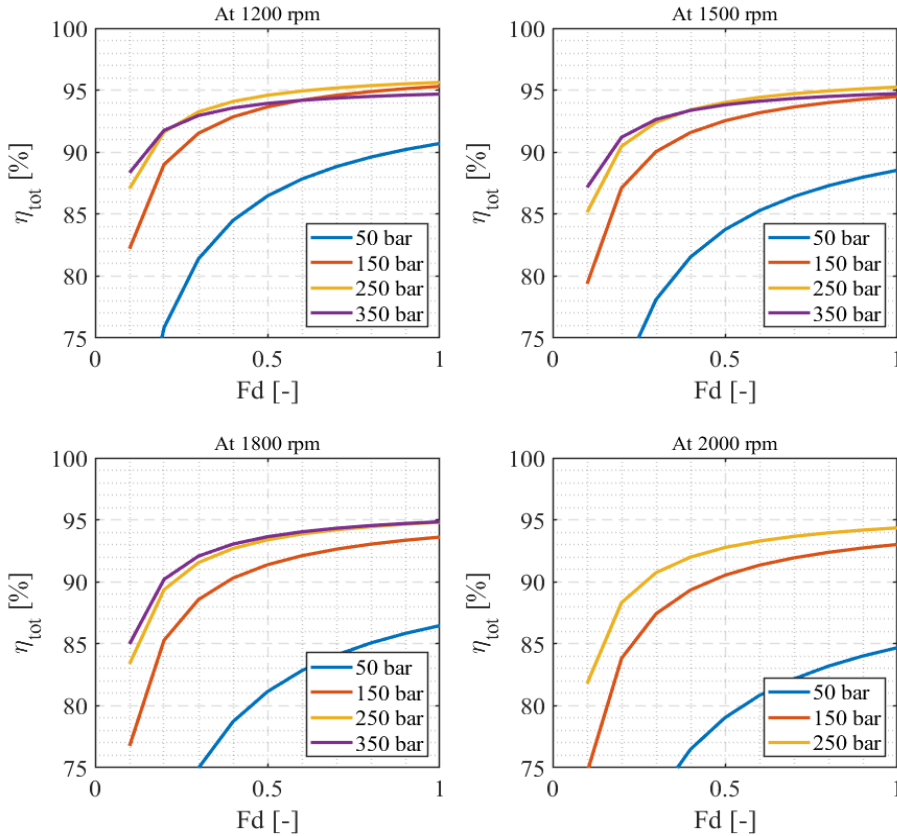 At 1200 rpm
100
95
90
85
80
75
η_tot [%]
50 bar
150 bar
250 bar
350 bar
0
0.5
1
Fd [-]
At 1500 rpm
100
95
90
85
80
75
η_tot [%]
50 bar
150 bar
250 bar
350 bar
0
0.5
1
Fd [-]
At 1800 rpm
100
95
90
85
80
75
η_tot [%]
50 bar
150 bar
250 bar
350 bar
0
0.5
1
Fd [-]
At 2000 rpm
100
95
90
85
80
75
η_tot [%]
50 bar
150 bar
250 bar
0
0.5
1
Fd [-]